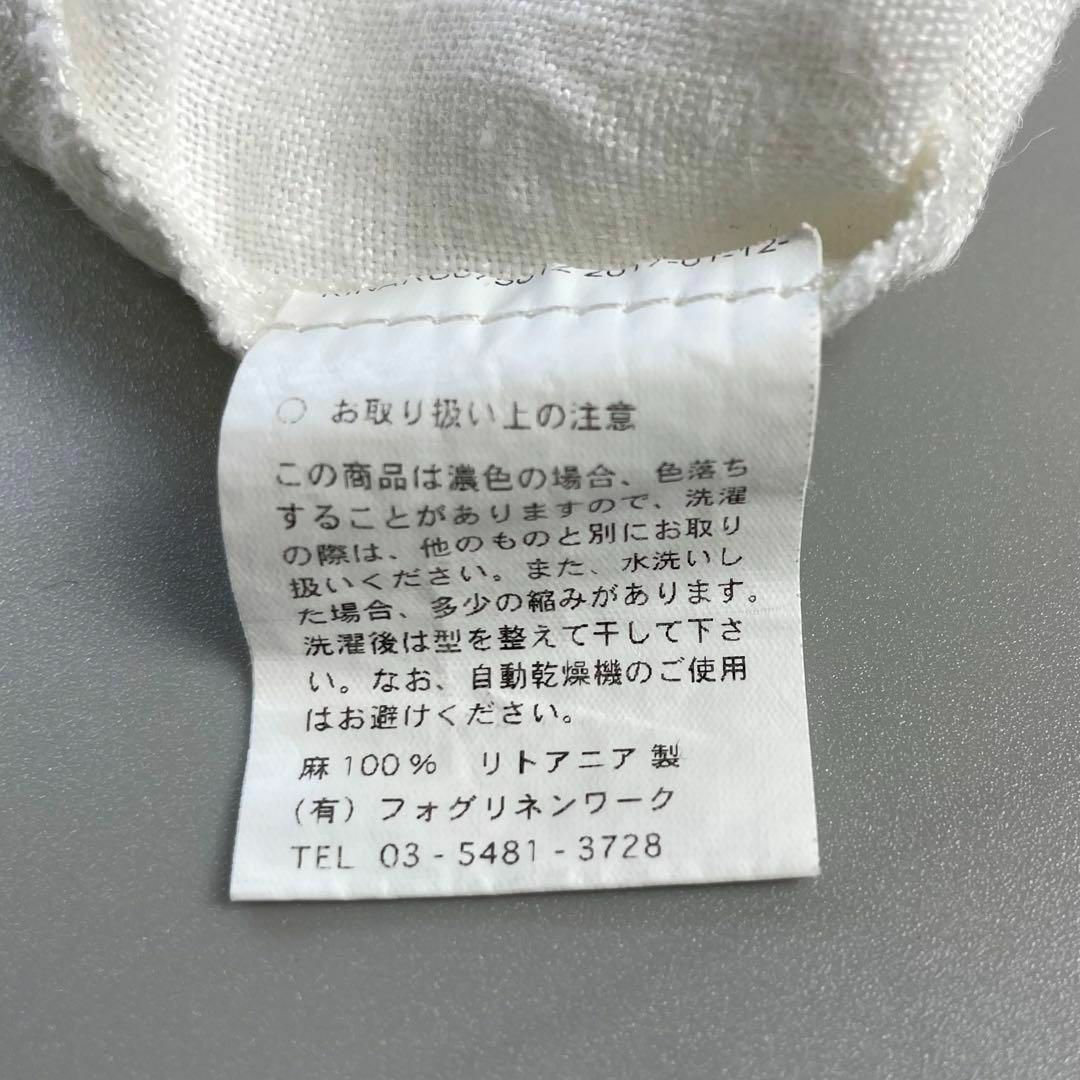 2017-01-12-
○ お取り扱い上の注意
この商品は濃色の場合、色落ち
することがありますので、洗濯
の際は、他のものと別にお取り
扱いください。また、水洗いし
た場合、多少の縮みがあります。
洗濯後は型を整えて干して下さ
い。なお、自動乾燥機のご使用
はお避けください。
麻100% リトアニア製
(有)フォグリネンワーク
TEL 03-5481-3728